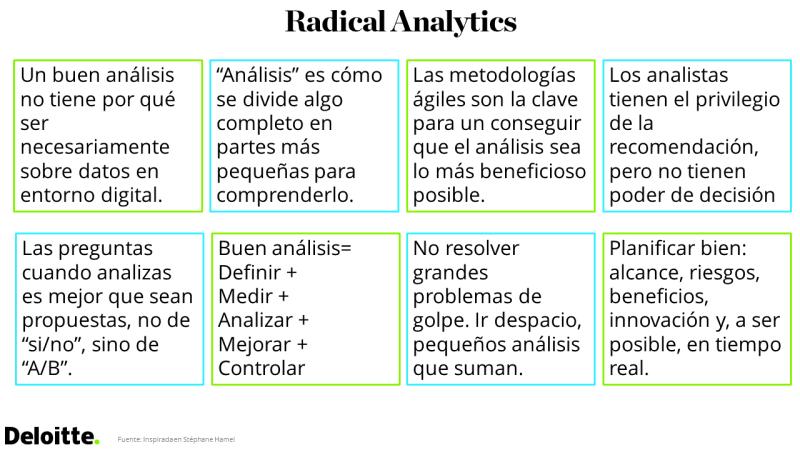 Radical Analytics
Un buen análisis
no tiene por qué
ser
necesariamente
sobre datos en
entorno digital.
“Análisis” es cómo
se divide algo
completo en
partes más
pequeñas para
comprenderlo.
Las metodologías
ágiles son la clave
para un conseguir
que el análisis sea
lo más beneficioso
posible.
Los analistas
tienen el privilegio
de la
recomendación,
pero no tienen
poder de decisión
Las preguntas
cuando analizas
es mejor que sean
propuestas, no de
“si/no”, sino de
“A/B”.
Buen análisis=
Definir +
Medir +
Analizar +
Mejorar +
Controlar
No resolver
grandes
problemas de
golpe. Ir despacio,
pequeños análisis
que suman.
Planificar bien:
alcance, riesgos,
beneficios,
innovación y, a ser
posible, en tiempo
real.
Deloitte.
Fuente: Inspiradaen Stéphane Hamel